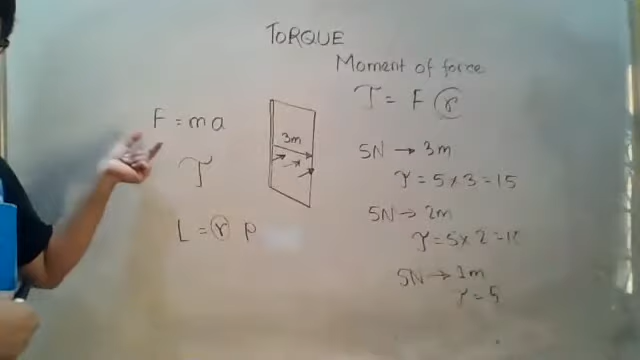 TORQUE
Moment of force
τ = F r
F = ma
τ
L = r p
3m
5N → 3m
τ = 5 × 3 = 15
5N → 2m
τ = 5 × 2 = 10
5N → 1m
τ = 5